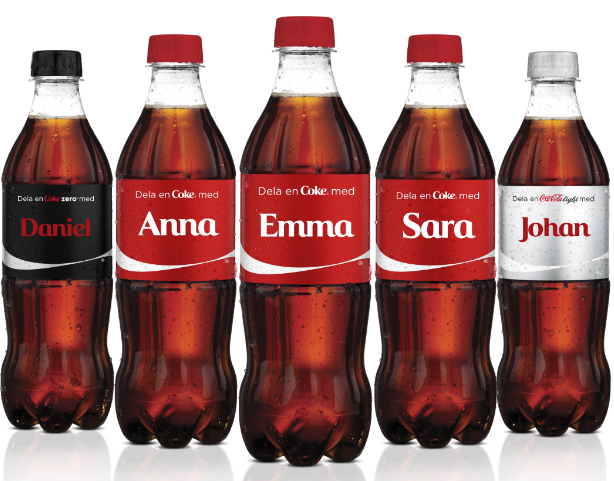 Dela en Coke zero med
Daniel
Dela en Coke med
Anna
Dela en Coke med
Emma
Dela en Coke med
Sara
Dela en Coca-Cola light med
Johan